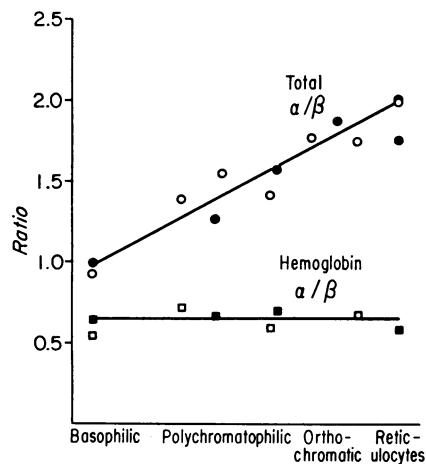 2.5
2.0
1.5
1.0
0.5
Ratio
Total
α/β
Hemoglobin
α/β
Basophilic Polychromatophilic Ortho- Retic-
chromatic ulocytes